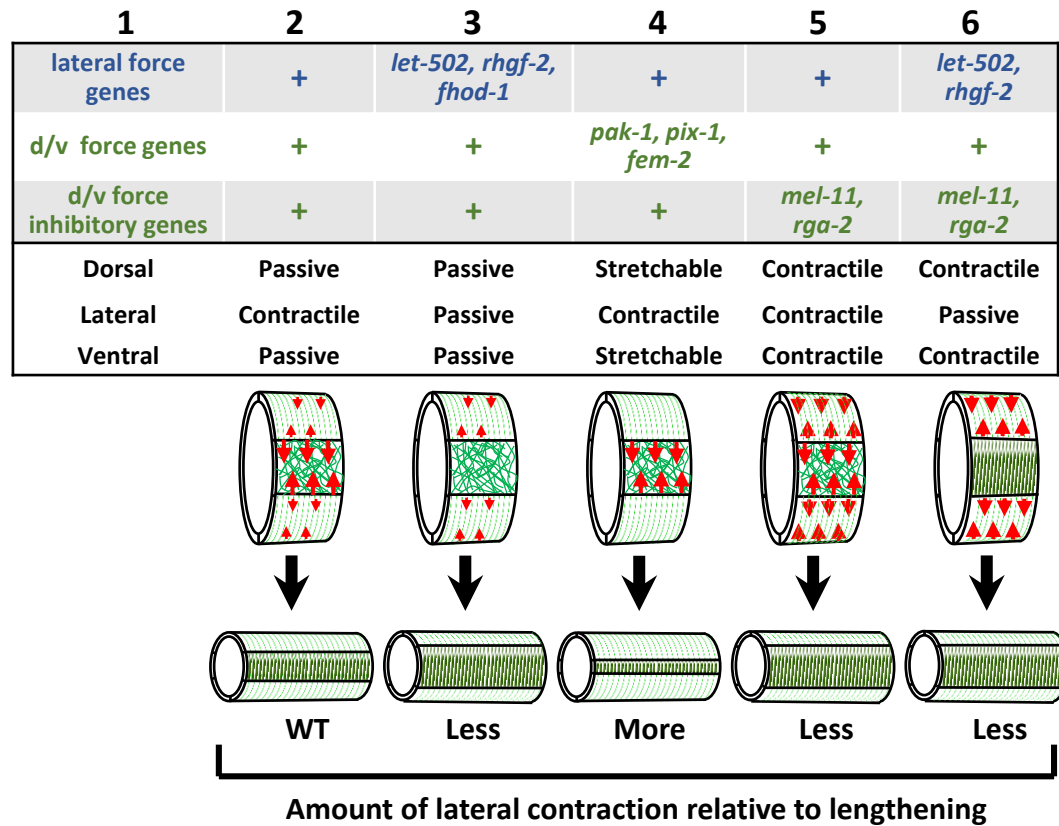 1 2 3 4 5 6
lateral force genes + let-502, rhgf-2, fhod-1 + + let-502, rhgf-2
d/v force genes + + pak-1, pix-1, fem-2 + +
d/v force inhibitory genes + + + mel-11, rga-2 mel-11, rga-2
Dorsal Passive Passive Stretchable Contractile Contractile
Lateral Contractile Passive Contractile Contractile Passive
Ventral Passive Passive Stretchable Contractile Contractile
WT Less More Less Less
Amount of lateral contraction relative to lengthening